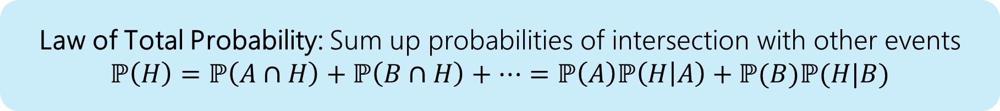 Law of Total Probability: Sum up probabilities of intersection with other events
ℙ(𝐻) = ℙ(𝐴 ∩ 𝐻) + ℙ(𝐵 ∩ 𝐻) + ⋯ = ℙ(𝐴)ℙ(𝐻|𝐴) + ℙ(𝐵)ℙ(𝐻|𝐵)